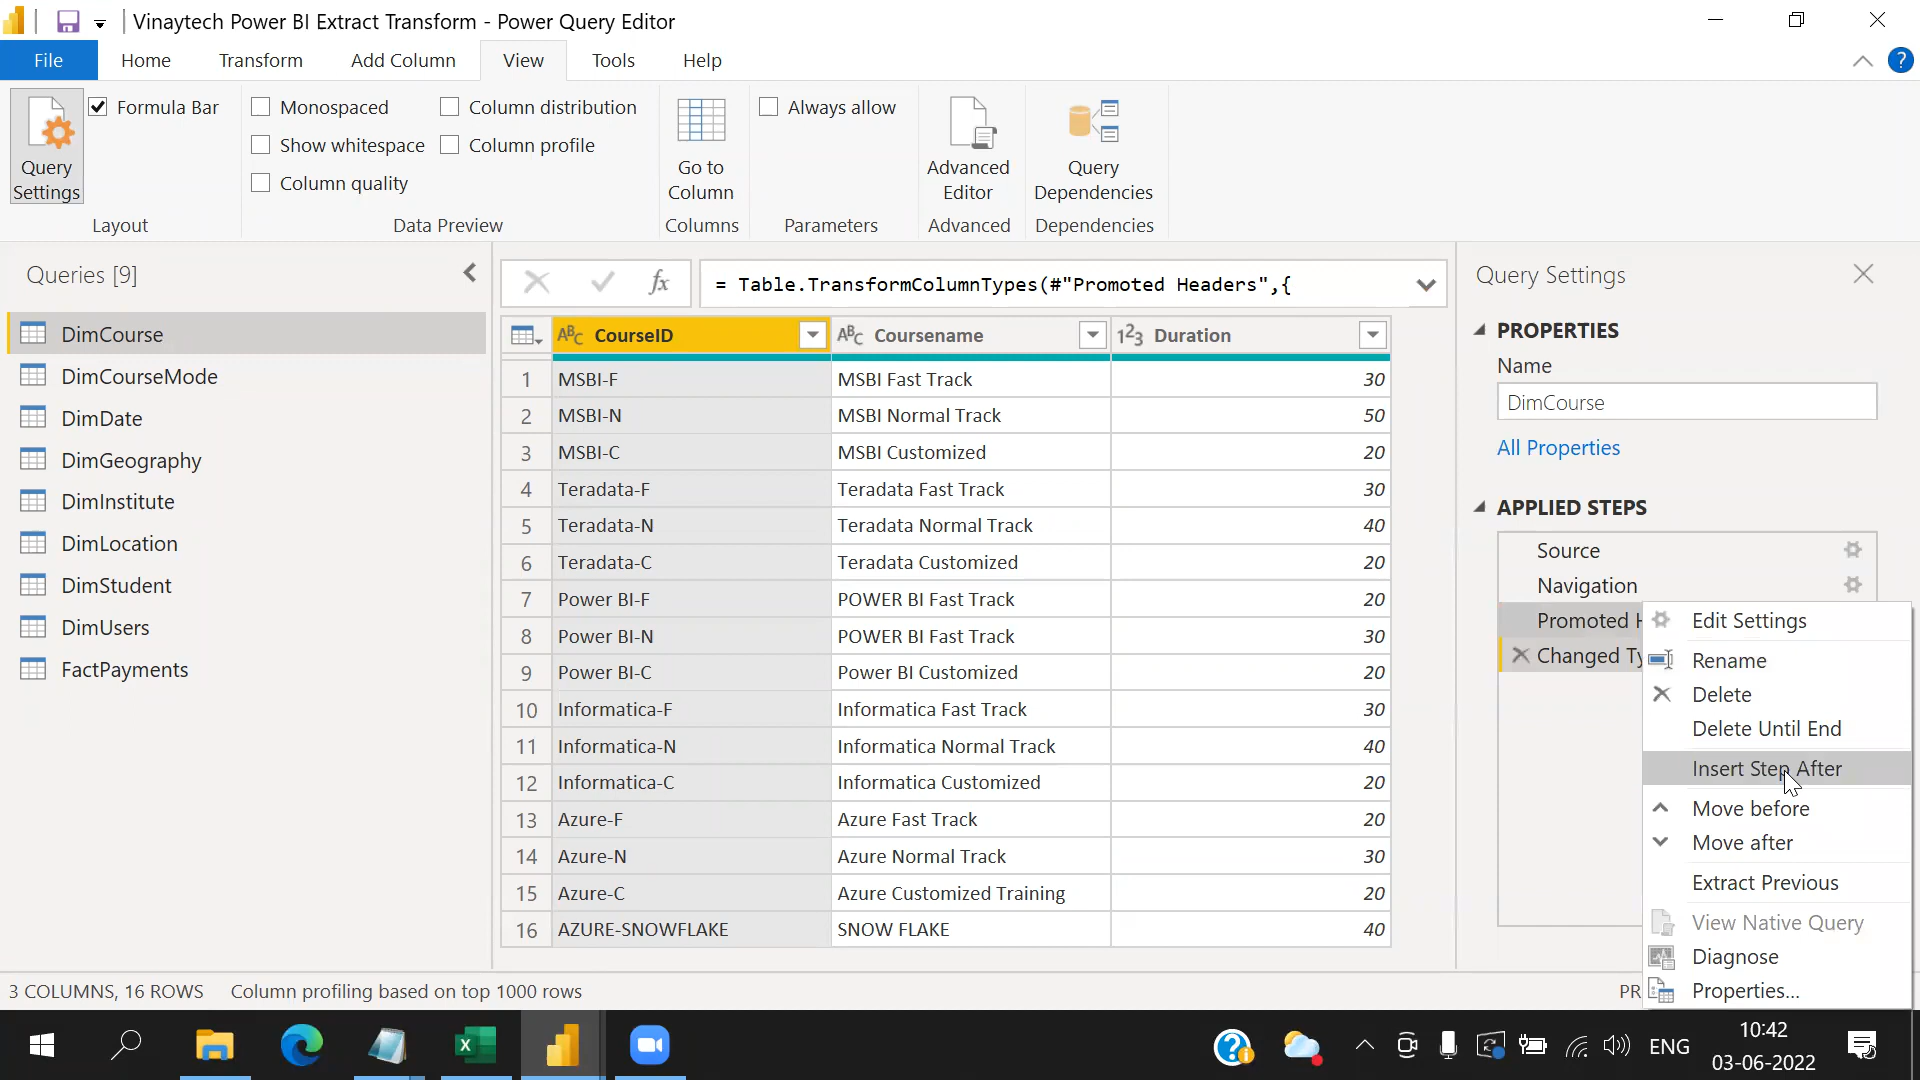 Vinaytech Power BI Extract Transform - Power Query Editor
File
Home
Transform
Add Column
View
Tools
Help
?
Query Settings
Formula Bar
Layout
Monospaced
Show whitespace
Column quality
Column distribution
Column profile
Data Preview
Go to Column
Columns
Always allow
Parameters
Advanced Editor
Advanced
Query Dependencies
Dependencies
Queries [9]
DimCourse
DimCourseMode
DimDate
DimGeography
DimInstitute
DimLocation
DimStudent
DimUsers
FactPayments
fx
= Table.TransformColumnTypes(#"Promoted Headers",{
ABC CourseID ABC Coursename 123 Duration
1 MSBI-F MSBI Fast Track 30
2 MSBI-N MSBI Normal Track 50
3 MSBI-C MSBI Customized 20
4 Teradata-F Teradata Fast Track 30
5 Teradata-N Teradata Normal Track 40
6 Teradata-C Teradata Customized 20
7 Power BI-F POWER BI Fast Track 20
8 Power BI-N POWER BI Fast Track 30
9 Power BI-C Power BI Customized 20
10 Informatica-F Informatica Fast Track 30
11 Informatica-N Informatica Normal Track 40
12 Informatica-C Informatica Customized 20
13 Azure-F Azure Fast Track 20
14 Azure-N Azure Normal Track 30
15 Azure-C Azure Customized Training 20
16 AZURE-SNOWFLAKE SNOW FLAKE 40
Query Settings
PROPERTIES
Name
DimCourse
All Properties
APPLIED STEPS
Source
Navigation
Promoted H
Changed Ty
Edit Settings
Rename
Delete
Delete Until End
Insert Step After
Move before
Move after
Extract Previous
View Native Query
Diagnose
Properties...
3 COLUMNS, 16 ROWS
Column profiling based on top 1000 rows
PR
ENG
10:42
03-06-2022